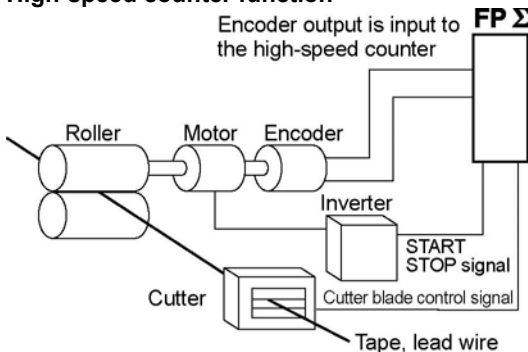 High-speed counter function
Encoder output is input to
the high-speed counter
FP Σ
Roller
Motor
Encoder
Inverter
START
STOP signal
Cutter
Cutter blade control signal
Tape, lead wire